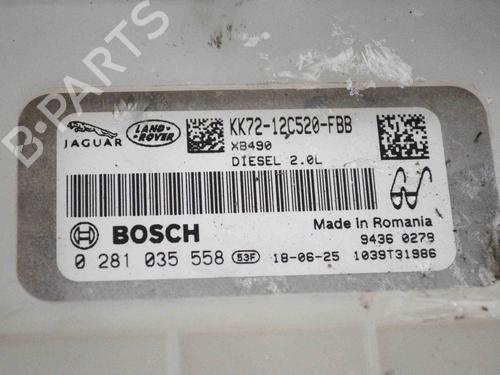 B-PARTS
JAGUAR
LAND-ROVER
KK72-12C520-FBB
XB490
DIESEL 2.0L
BOSCH
Made in Romania
9436 0279
0 281 035 558 53F 18-06-25 1039T31986